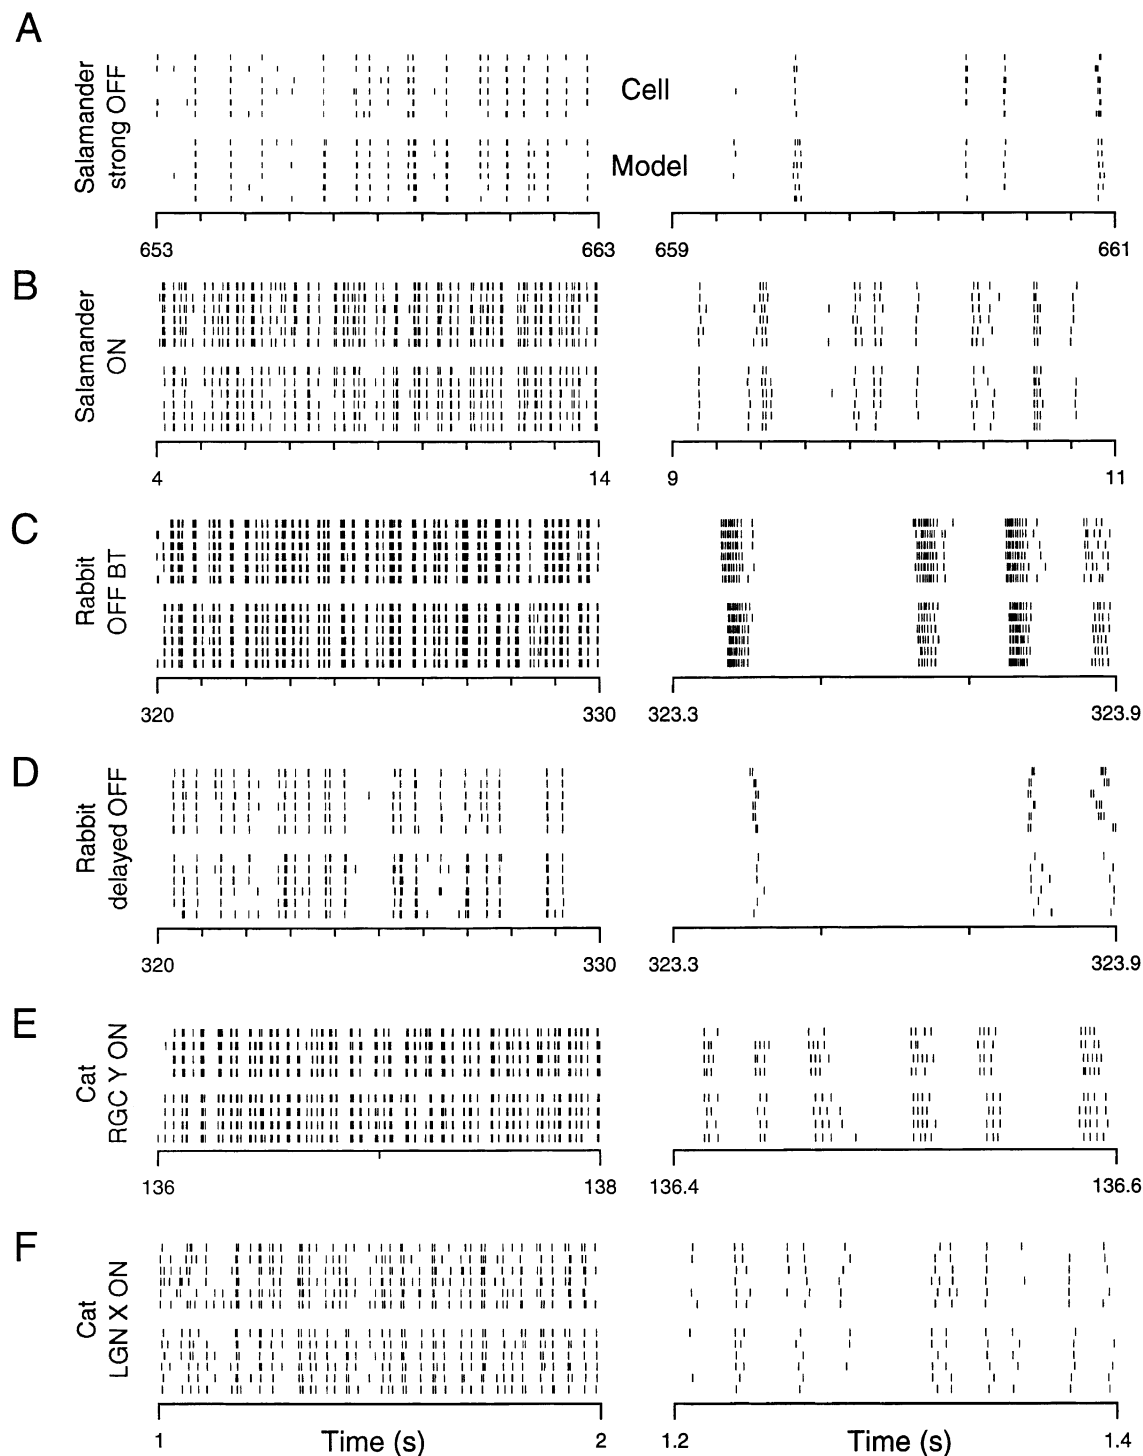 A
Salamander
strong OFF
Cell
Model
653
663
659
661
B
Salamander
ON
4
14
9
11
C
Rabbit
OFF BT
320
330
323.3
323.9
D
Rabbit
delayed OFF
320
330
323.3
323.9
E
Cat
RGC Y ON
136
138
136.4
136.6
F
Cat
LGN X ON
1
Time (s)
2
1.2
Time (s)
1.4